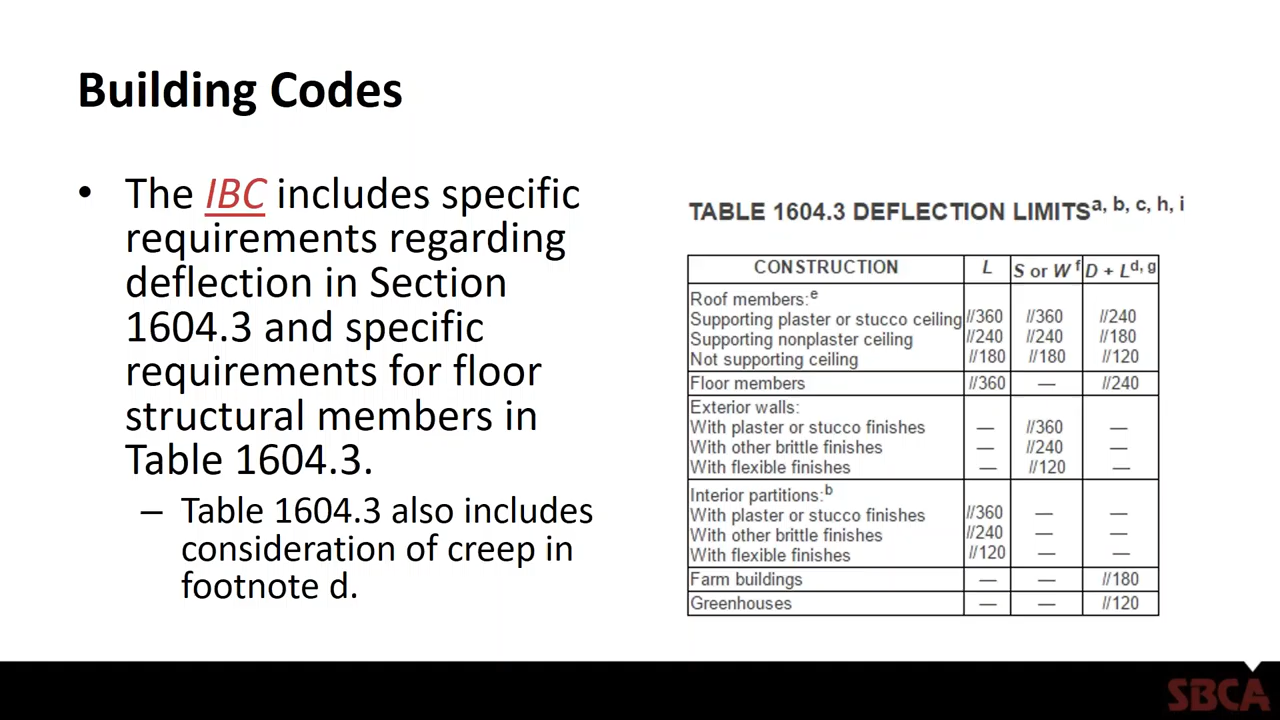 Building Codes
• The IBC includes specific
requirements regarding
deflection in Section
1604.3 and specific
requirements for floor
structural members in
Table 1604.3.
– Table 1604.3 also includes
consideration of creep in
footnote d.
TABLE 1604.3 DEFLECTION LIMITSa, b, c, h, i
CONSTRUCTION L S or W f D + Ld, g
Roof members:e
Supporting plaster or stucco ceiling l/360 l/360 l/240
Supporting nonplaster ceiling l/240 l/240 l/180
Not supporting ceiling l/180 l/180 l/120
Floor members l/360 — l/240
Exterior walls:
With plaster or stucco finishes — l/360 —
With other brittle finishes — l/240 —
With flexible finishes — l/120 —
Interior partitions:b
With plaster or stucco finishes l/360 — —
With other brittle finishes l/240 — —
With flexible finishes l/120 — —
Farm buildings — — l/180
Greenhouses — — l/120
SBCA